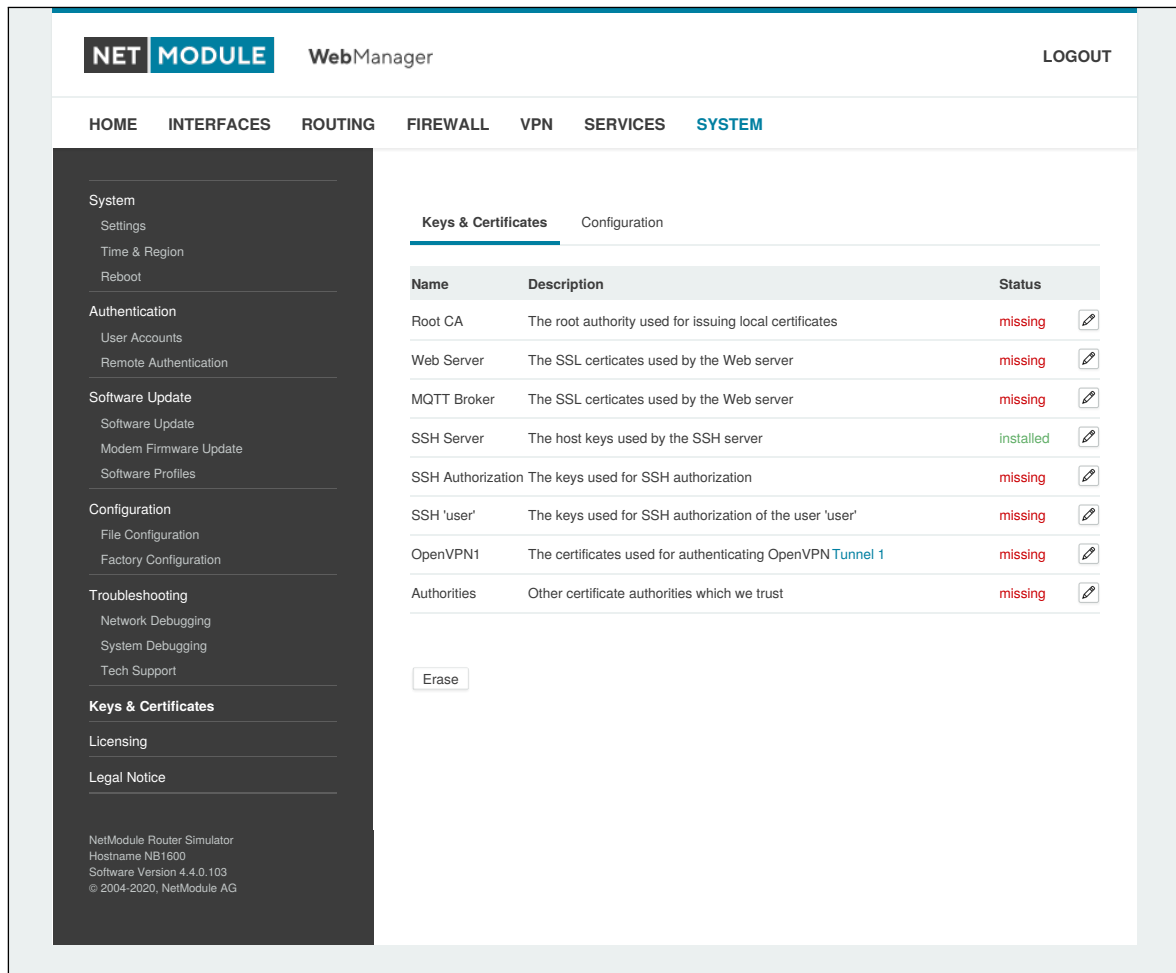 NET MODULE WebManager LOGOUT
HOME INTERFACES ROUTING FIREWALL VPN SERVICES SYSTEM
System
Settings
Time & Region
Reboot
Authentication
User Accounts
Remote Authentication
Software Update
Software Update
Modem Firmware Update
Software Profiles
Configuration
File Configuration
Factory Configuration
Troubleshooting
Network Debugging
System Debugging
Tech Support
Keys & Certificates
Licensing
Legal Notice
NetModule Router Simulator
Hostname NB1600
Software Version 4.4.0.103
© 2004-2020, NetModule AG
Keys & Certificates Configuration
Name Description Status
Root CA The root authority used for issuing local certificates missing
Web Server The SSL certicates used by the Web server missing
MQTT Broker The SSL certicates used by the Web server missing
SSH Server The host keys used by the SSH server installed
SSH Authorization The keys used for SSH authorization missing
SSH 'user' The keys used for SSH authorization of the user 'user' missing
OpenVPN1 The certificates used for authenticating OpenVPN Tunnel 1 missing
Authorities Other certificate authorities which we trust missing
Erase